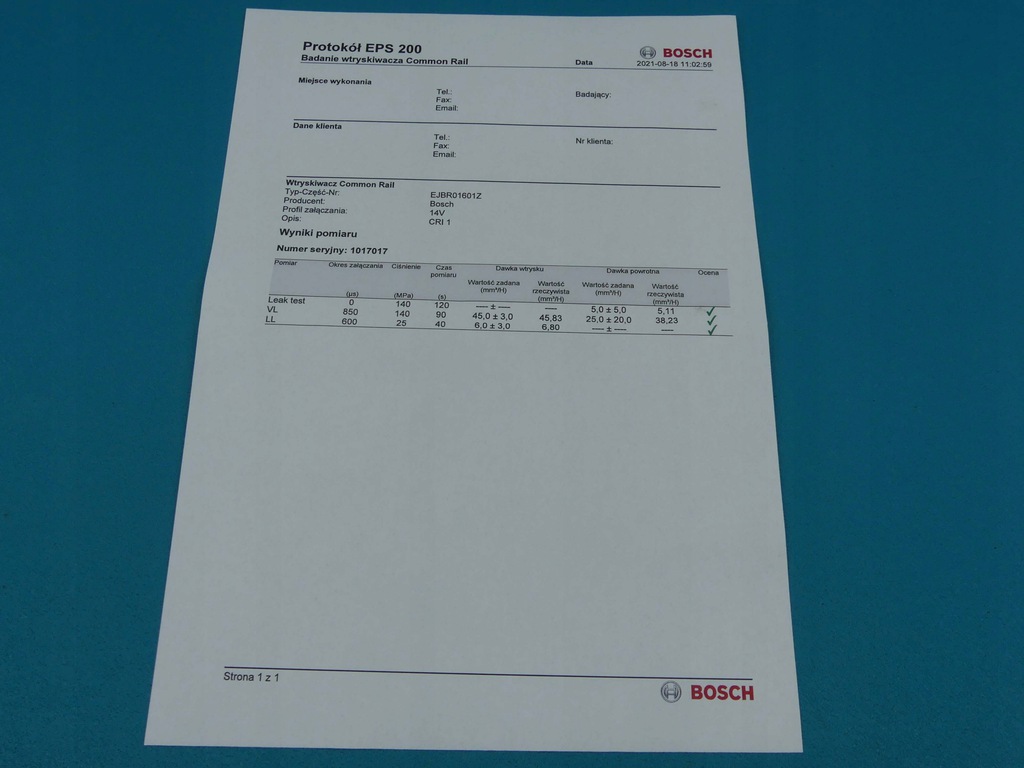 Protokół EPS 200
Badanie wtryskiwacza Common Rail
Data
BOSCH
2021-08-18 11:02:59
Miejsce wykonania
Tel.:
Fax:
Email:
Badający:
Dane klienta
Tel.:
Fax:
Email:
Nr klienta:
Wtryskiwacz Common Rail
Typ-Część-Nr: EJBR01601Z
Producent: Bosch
Profil załączania: 14V
Opis: CRI 1
Wyniki pomiaru
Numer seryjny: 1017017
Pomiar Okres załączania Ciśnienie Czas pomiaru Dawka wtrysku Dawka powrotna Ocena
Wartość zadana (mm³/H) Wartość rzeczywista (mm³/H) Wartość zadana (mm³/H) Wartość rzeczywista (mm³/H)
(µs) (MPa) (s)
Leak test 0 140 120 ---- ± ---- ---- 5,0 ± 5,0 5,11 ✓
VL 850 140 90 45,0 ± 3,0 45,83 25,0 ± 20,0 38,23 ✓
LL 600 25 40 6,0 ± 3,0 6,80 ---- ± ---- ---- ✓
Strona 1 z 1
BOSCH